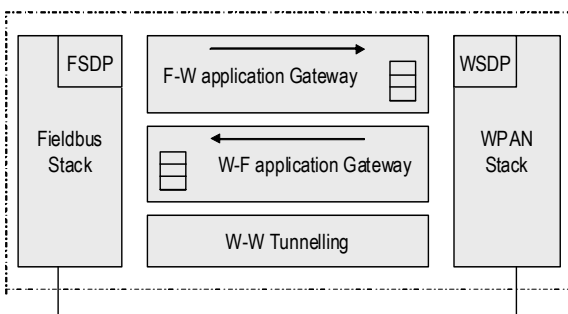 FSDP
Fieldbus
Stack
F-W application Gateway
W-F application Gateway
W-W Tunnelling
WSDP
WPAN
Stack